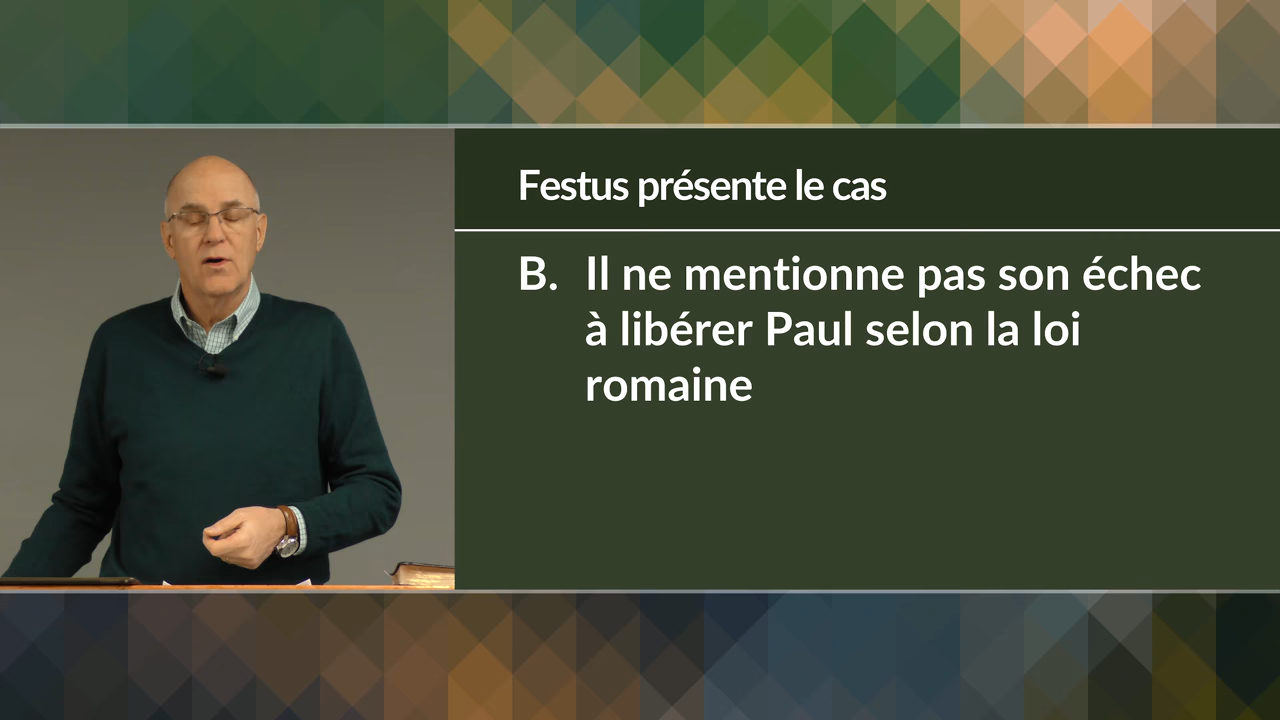 Festus présente le cas
B. Il ne mentionne pas son échec
à libérer Paul selon la loi
romaine